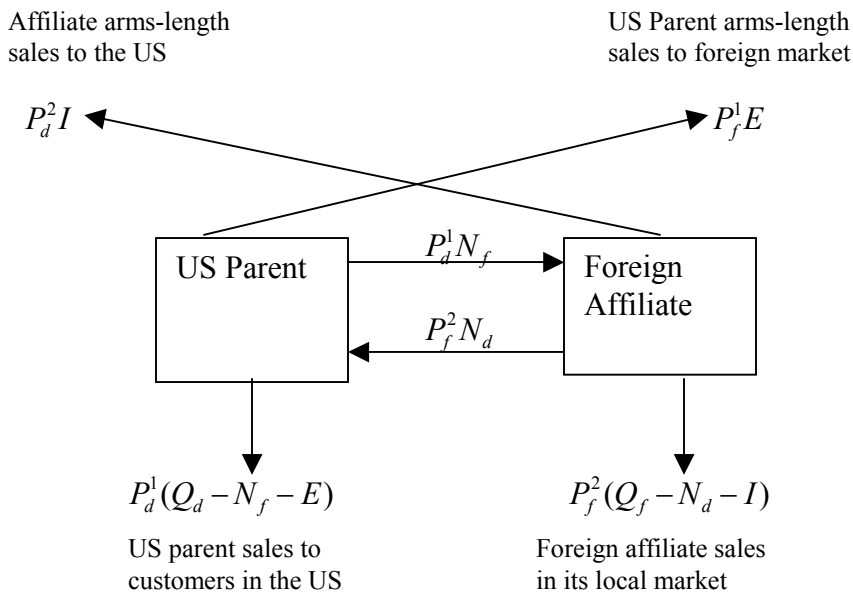 Affiliate arms-length
sales to the US
US Parent arms-length
sales to foreign market
$P_d^2 I$
$P_f^1 E$
US Parent
$P_d^1 N_f$
Foreign
Affiliate
$P_f^2 N_d$
$P_d^1 (Q_d - N_f - E)$
$P_f^2 (Q_f - N_d - I)$
US parent sales to
customers in the US
Foreign affiliate sales
in its local market